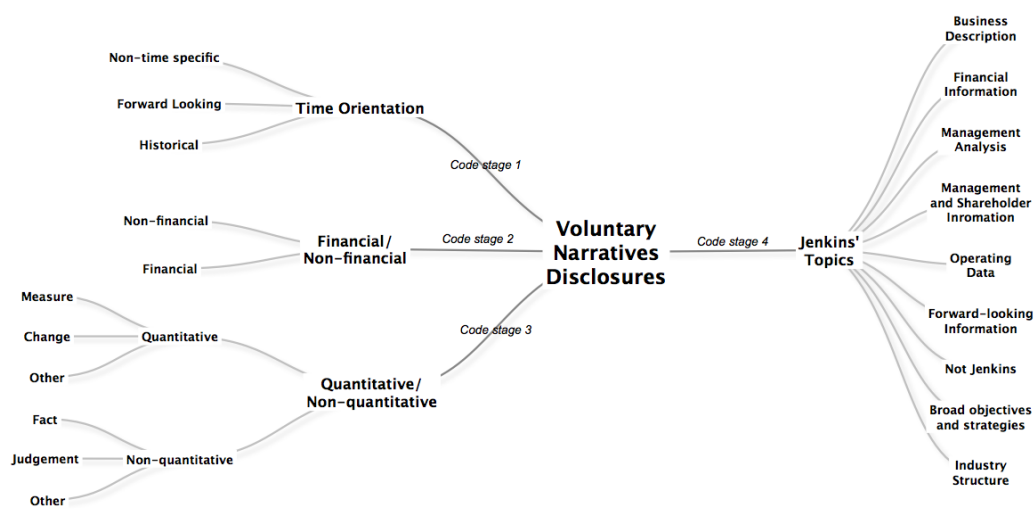 Non-time specific
Forward Looking
Historical
Time Orientation
Code stage 1
Non-financial
Financial
Financial/
Non-financial
Code stage 2
Measure
Change
Other
Quantitative
Fact
Judgement
Other
Non-quantitative
Quantitative/
Non-quantitative
Code stage 3
Voluntary
Narratives
Disclosures
Code stage 4
Jenkins'
Topics
Business
Description
Financial
Information
Management
Analysis
Management
and Shareholder
Inromation
Operating
Data
Forward-looking
Information
Not Jenkins
Broad objectives
and strategies
Industry
Structure